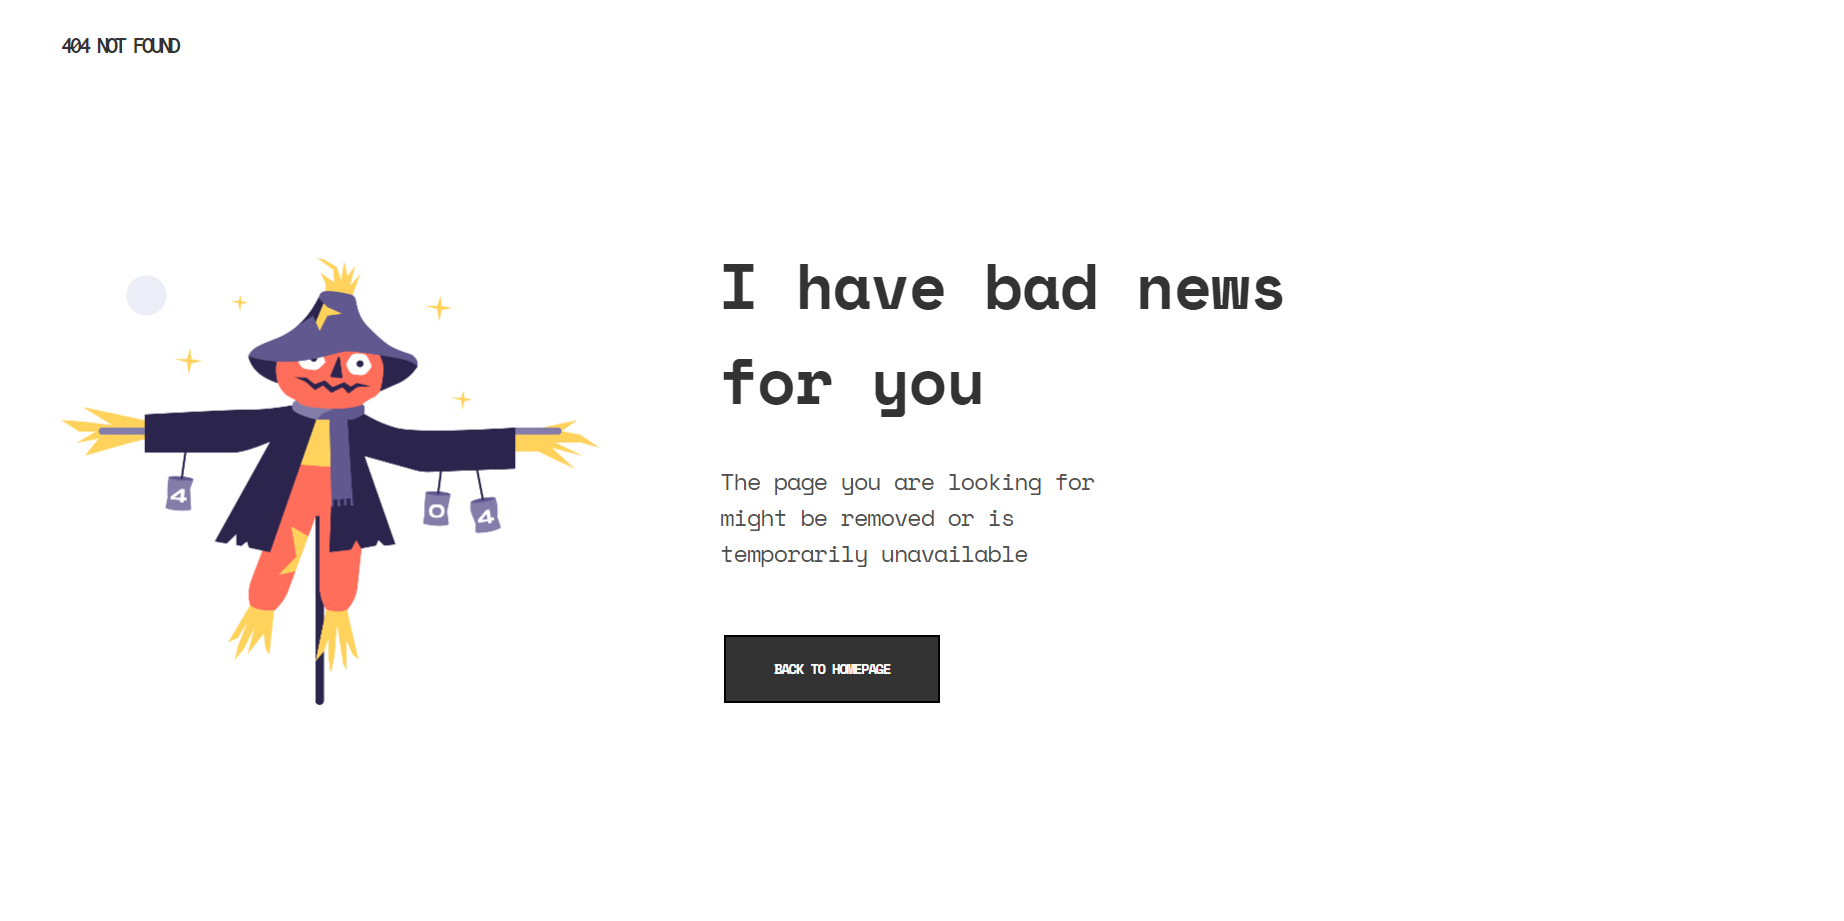 404 NOT FOUND
I have bad news
for you
The page you are looking for
might be removed or is
temporarily unavailable
4
0
4
BACK TO HOMEPAGE